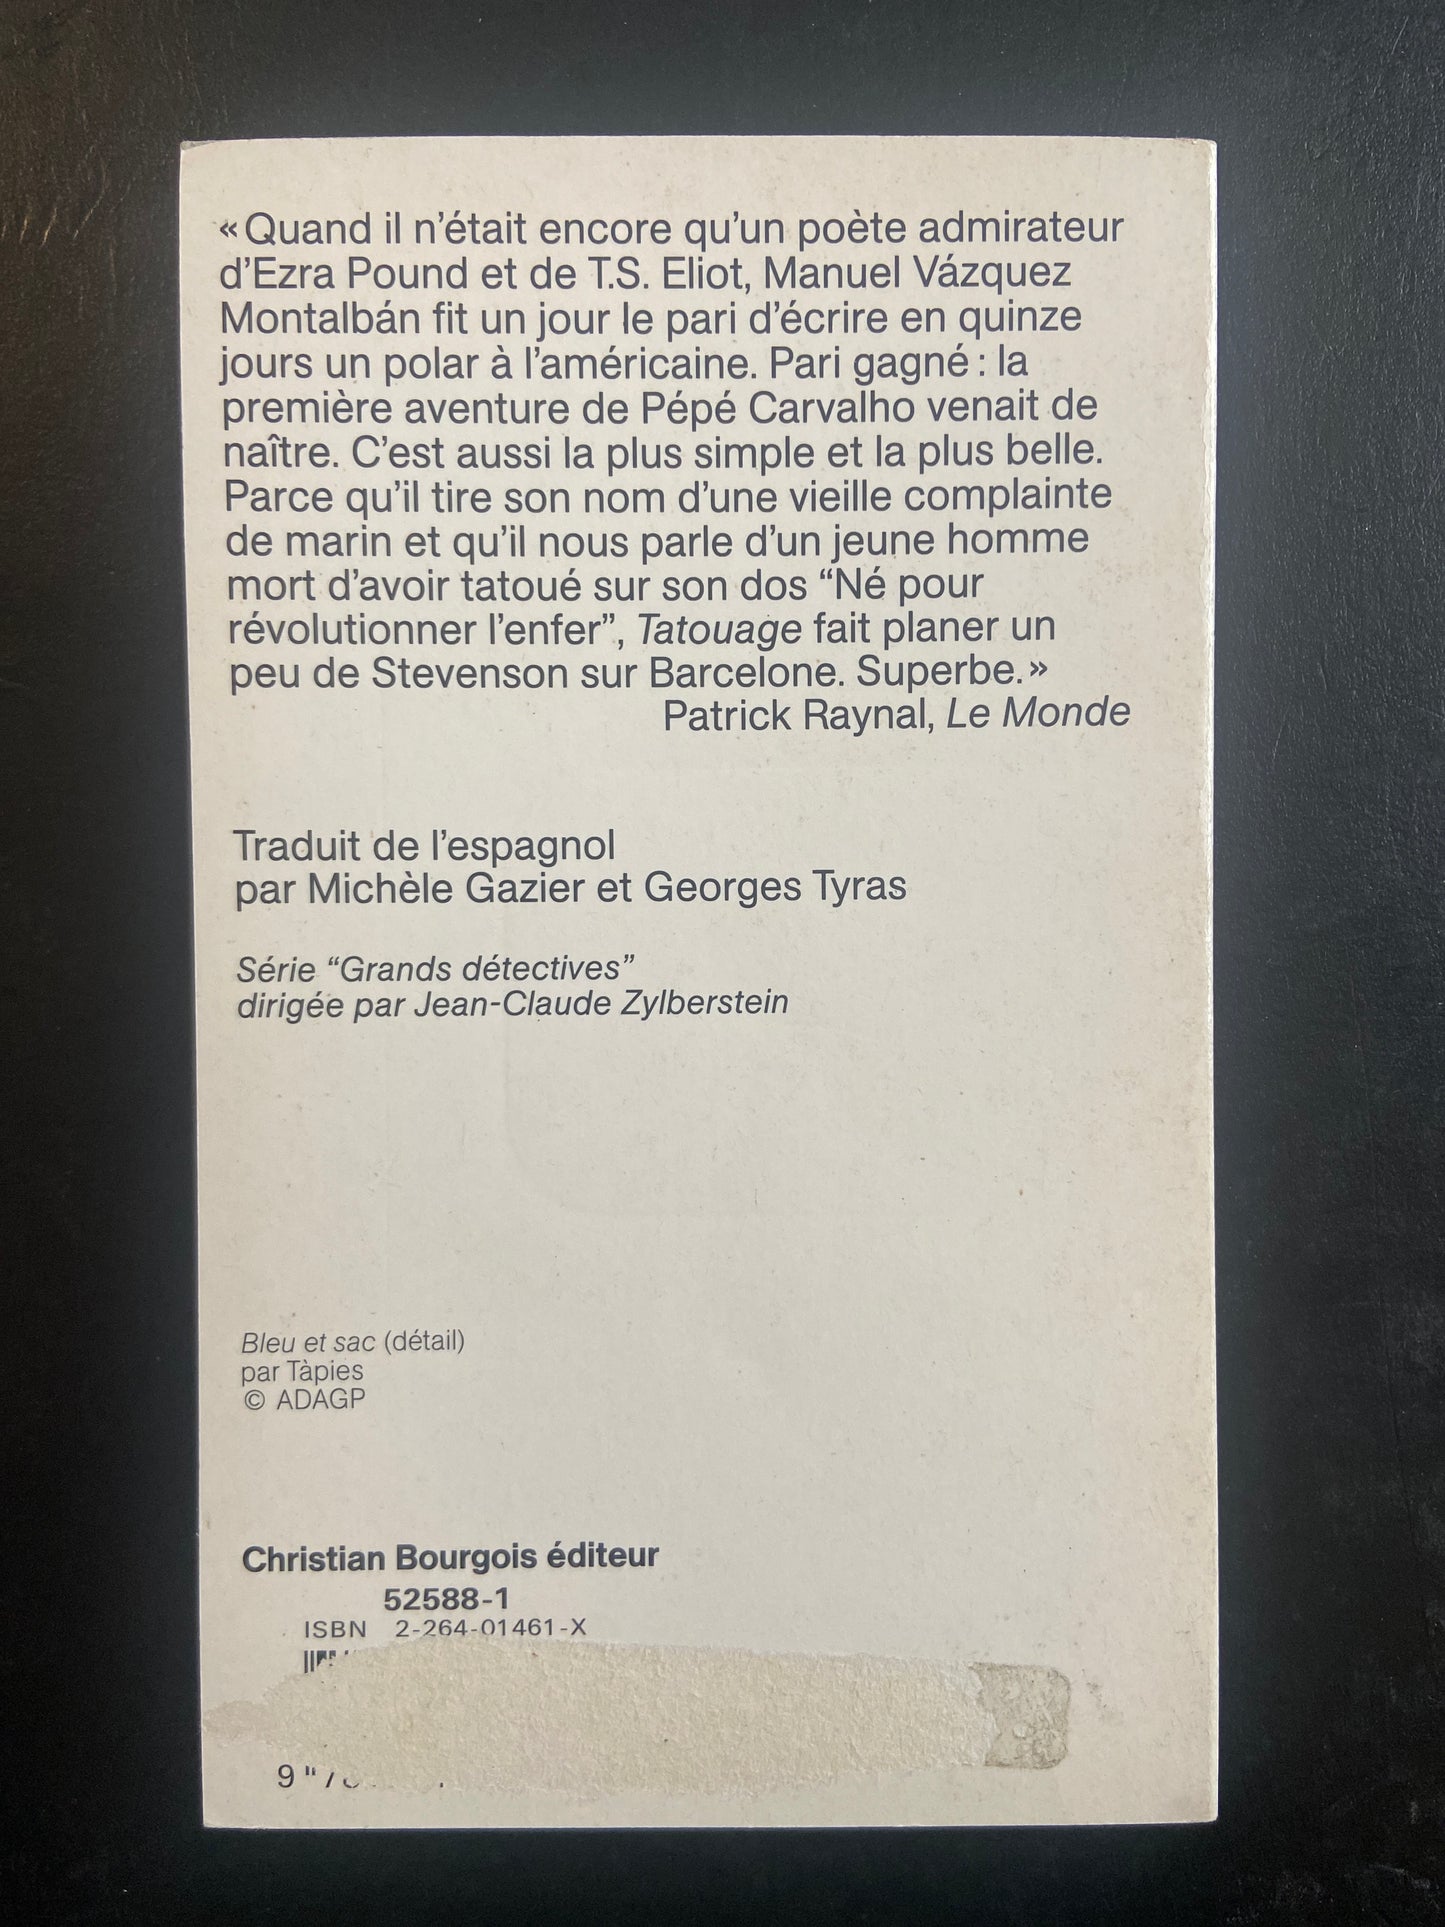 « Quand il n’était encore qu’un poète admirateur
d’Ezra Pound et de T.S. Eliot, Manuel Vázquez
Montalbán fit un jour le pari d’écrire en quinze
jours un polar à l’américaine. Pari gagné : la
première aventure de Pépé Carvalho venait de
naître. C’est aussi la plus simple et la plus belle.
Parce qu’il tire son nom d’une vieille complainte
de marin et qu’il nous parle d’un jeune homme
mort d’avoir tatoué sur son dos “Né pour
révolutionner l’enfer”, Tatouage fait planer un
peu de Stevenson sur Barcelone. Superbe. »
Patrick Raynal, Le Monde
Traduit de l’espagnol
par Michèle Gazier et Georges Tyras
Série “Grands détectives”
dirigée par Jean-Claude Zylberstein
Bleu et sac (détail)
par Tàpies
© ADAGP
Christian Bourgois éditeur
52588-1
ISBN 2-264-01461-X
9